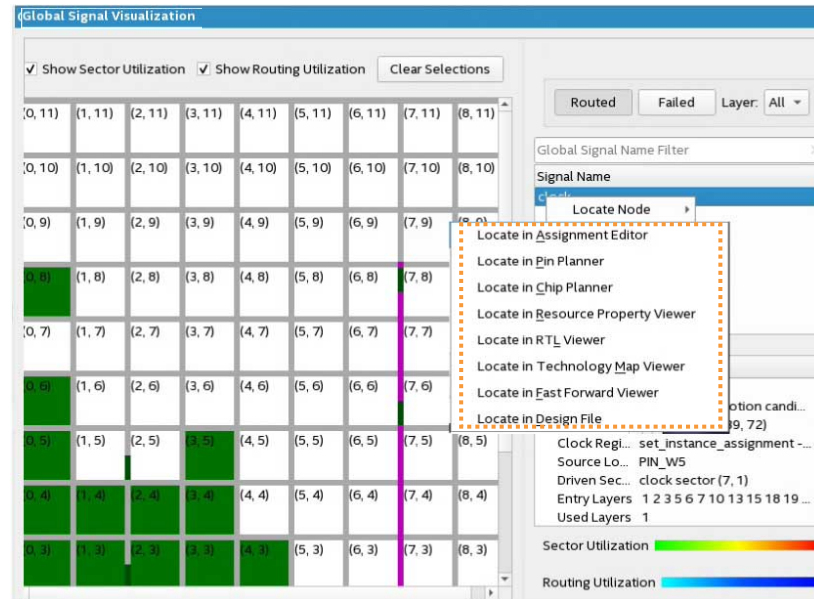 Global Signal Visualization
Show Sector Utilization Show Routing Utilization Clear Selections
Routed Failed Layer: All
(0, 11) (1, 11) (2, 11) (3, 11) (4, 11) (5, 11) (6, 11) (7, 11) (8, 11)
Global Signal Name Filter
(0, 10) (1, 10) (2, 10) (3, 10) (4, 10) (5, 10) (6, 10) (7, 10) (8, 10)
Signal Name
clock
Locate Node
(0, 9) (1, 9) (2, 9) (3, 9) (4, 9) (5, 9) (6, 9) (7, 9) (8, 9)
Locate in Assignment Editor
Locate in Pin Planner
(0, 8) (1, 8) (2, 8) (3, 8) (4, 8) (5, 8) (6, 8) (7, 8)
Locate in Chip Planner
Locate in Resource Property Viewer
(0, 7) (1, 7) (2, 7) (3, 7) (4, 7) (5, 7) (6, 7) (7, 7)
Locate in RTL Viewer
Locate in Technology Map Viewer
(0, 6) (1, 6) (2, 6) (3, 6) (4, 6) (5, 6) (6, 6) (7, 6)
Locate in Fast Forward Viewer
candi...
Locate in Design File
72)
(0, 5) (1, 5) (2, 5) (3, 5) (4, 5) (5, 5) (6, 5) (7, 5) (8, 5)
Clock Regi... set_instance_assignment -...
Source Lo... PIN_W5
Driven Sec... clock sector (7, 1)
(0, 4) (1, 4) (2, 4) (3, 4) (4, 4) (5, 4) (6, 4) (7, 4) (8, 4)
Entry Layers 1 2 3 5 6 7 10 13 15 18 19 ...
Used Layers 1
(0, 3) (1, 3) (2, 3) (3, 3) (4, 3) (5, 3) (6, 3) (7, 3) (8, 3)
Sector Utilization
Routing Utilization